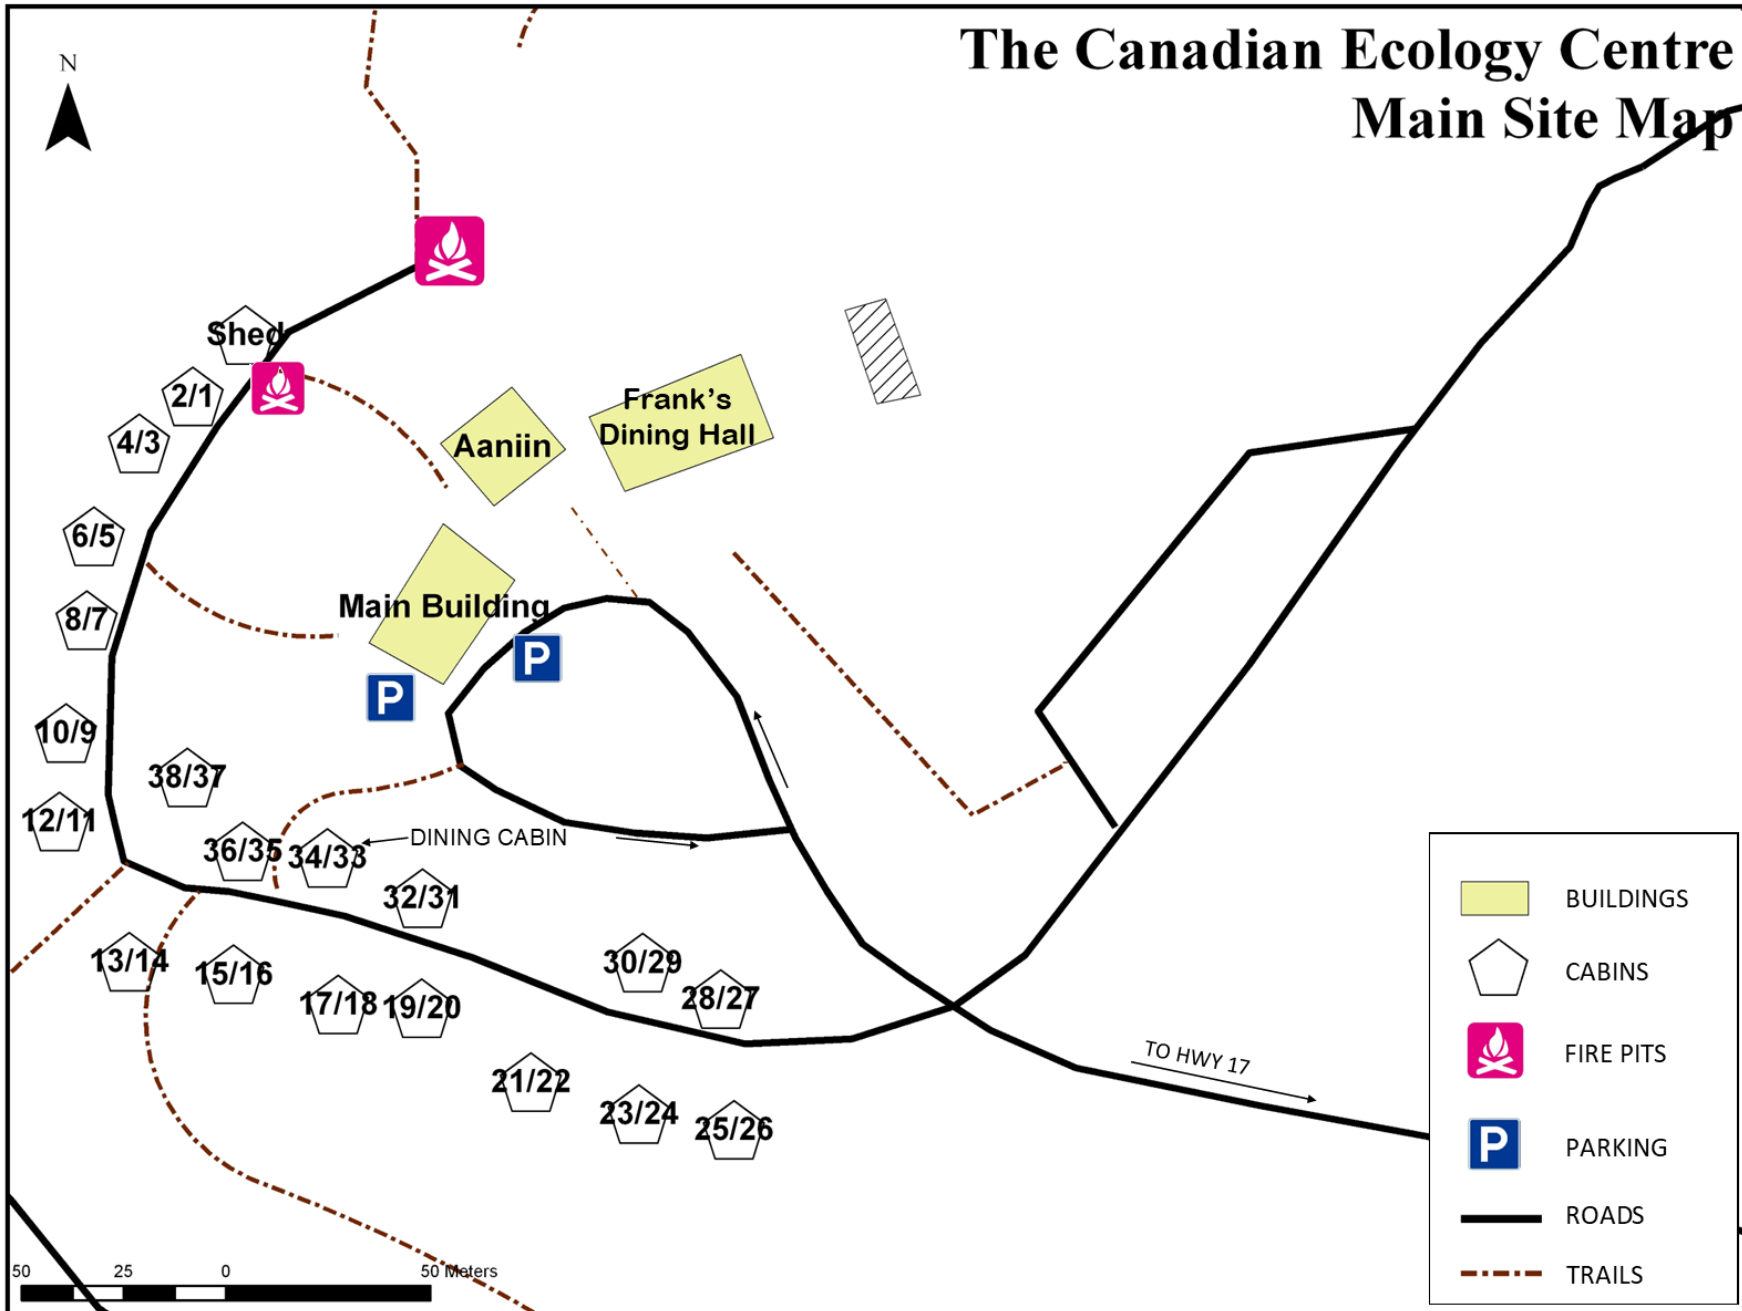 The Canadian Ecology Centre
Main Site Map
N
Shed
2/1
4/3
Frank's
Dining Hall
Aaniin
6/5
8/7
Main Building
P
P
10/9
38/37
12/11
36/35
34/33
DINING CABIN
32/31
13/14
15/16
17/18
19/20
30/29
28/27
21/22
23/24
25/26
TO HWY 17
BUILDINGS
CABINS
FIRE PITS
P
PARKING
ROADS
TRAILS
50 25 0 50 Meters